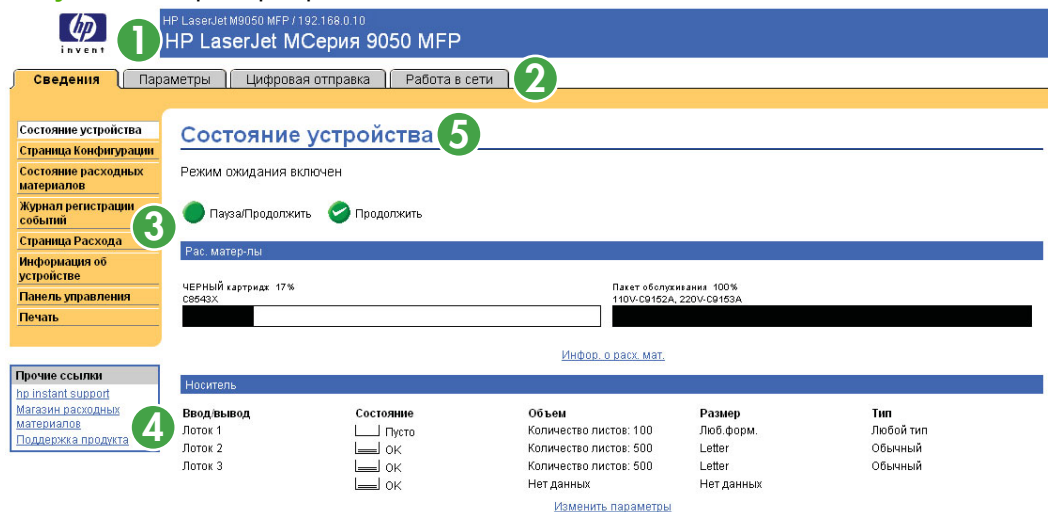 hp
invent
1
HP LaserJet M9050 MFP / 192.168.0.10
HP LaserJet MСерия 9050 MFP
Сведения Параметры Цифровая отправка Работа в сети 2
Состояние устройства
Страница Конфигурации
Состояние расходных
материалов
Журнал регистрации
событий
3
Страница Расхода
Информация об
устройстве
Панель управления
Печать
Прочие ссылки
hp instant support
Магазин расходных
материалов
Поддержка продукта
4
Состояние устройства 5
Режим ожидания включен
Пауза/Продолжить Продолжить
Рас. матер-лы
ЧЕРНЫЙ картридж 17% Пакет обслуживания 100%
C8543X 110V-C9152A, 220V-C9153A
Инфор. о расх. мат.
Носитель
Ввод/вывод Состояние Объем Размер Тип
Лоток 1 Пусто Количество листов: 100 Люб.форм. Любой тип
Лоток 2 OK Количество листов: 500 Letter Обычный
Лоток 3 OK Количество листов: 500 Letter Обычный
OK Нет данных Нет данных
Изменить параметры